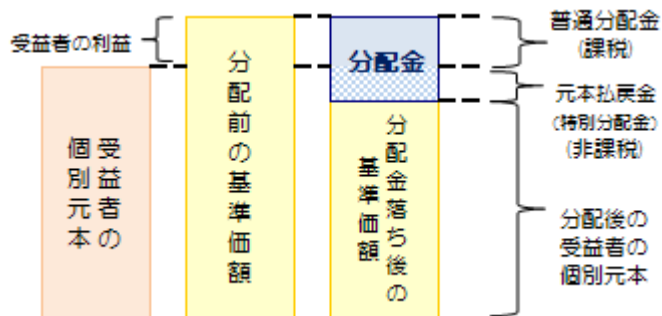 受益者の利益
受益者の
個別元本
分配前の基準価額
分配金
分配金落ち後の
基準価額
普通分配金
(課税)
元本払戻金
(特別分配金)
(非課税)
分配後の
受益者の
個別元本